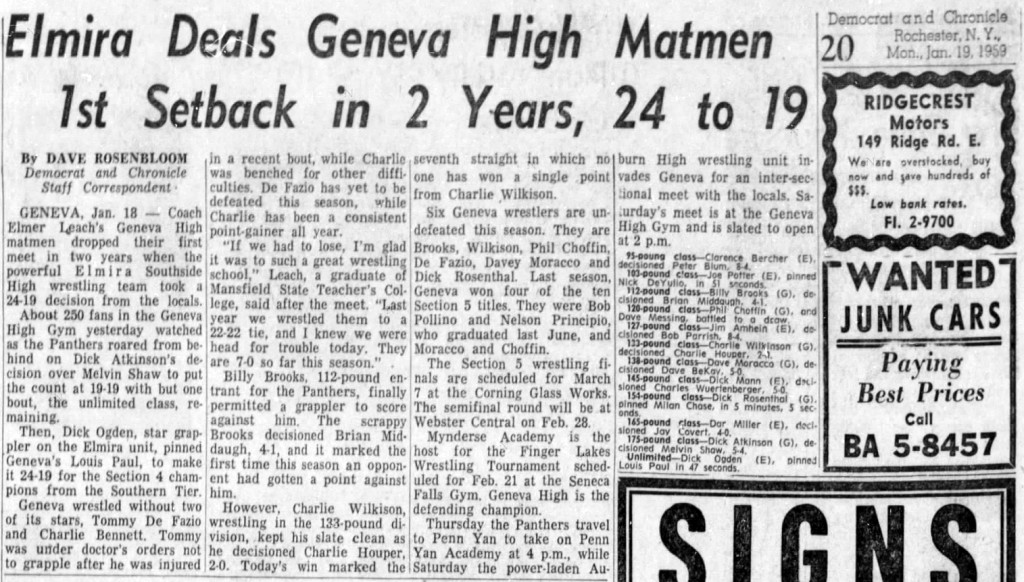 Elmira Deals Geneva High Matmen
1st Setback in 2 Years, 24 to 19
By DAVE ROSENBLOOM
Democrat and Chronicle
Staff Correspondent
GENEVA, Jan. 18 — Coach
Elmer Leach's Geneva High
matmen dropped their first
meet in two years when the
powerful Elmira Southside
High wrestling team took a
24-19 decision from the locals.
About 250 fans in the Geneva
High Gym yesterday watched
as the Panthers roared from be-
hind on Dick Atkinson's de-
cision over Melvin Shaw to put
the count at 19-19 with but one
bout, the unlimited class, re-
maining.
Then, Dick Ogden, star grap-
pler on the Elmira unit, pinned
Geneva's Louis Paul, to make
it 24-19 for the Section 4 cham-
pions from the Southern Tier.
Geneva wrestled without two
of its stars, Tommy De Fazio
and Charlie Bennett. Tommy
was under doctor's orders not
to grapple after he was injured
in a recent bout, while Charlie
was benched for other diffi-
culties. De Fazio has yet to be
defeated this season, while
Charlie has been a consistent
point-gainer all year.
"If we had to lose, I'm glad
it was to such a great wrestling
school," Leach, a graduate of
Mansfield State Teacher's Col-
lege, said after the meet. "Last
year we wrestled them to a
22-22 tie, and I knew we were
head for trouble today. They
are 7-0 so far this season."
Billy Brooks, 112-pound en-
trant for the Panthers, finally
permitted a grappler to score
against him. The scrappy
Brooks decisioned Brian Mid-
daugh, 4-1, and it marked the
first time this season an oppon-
ent had gotten a point against
him.
However, Charlie Wilkison,
wrestling in the 133-pound di-
vision, kept his slate clean as
he decisioned Charlie Houper,
2-0. Today's win marked the
seventh straight in which no
one has won a single point
from Charlie Wilkison.
Six Geneva wrestlers are un-
defeated this season. They are
Brooks, Wilkison, Phil Choffin,
De Fazio, Davey Moracco and
Dick Rosenthal. Last season,
Geneva won four of the ten
Section 5 titles. They were Bob
Pollino and Nelson Principio,
who graduated last June, and
Moracco and Choffin.
The Section 5 wrestling fi-
nals are scheduled for March
7 at the Corning Glass Works.
The semifinal round will be at
Webster Central on Feb. 28.
Mynderse Academy is the
host for the Finger Lakes
Wrestling Tournament sched-
uled for Feb. 21 at the Seneca
Falls Gym. Geneva High is the
defending champion.
Thursday the Panthers travel
to Penn Yan to take on Penn
Yan Academy at 4 p.m., while
Saturday the power-laden Au-
burn High wrestling unit in-
vades Geneva for an inter-sec-
tional meet with the locals. Sa-
turday's meet is at the Geneva
High Gym and is slated to open
at 2 p.m.
95-pound class—Clarence Bercher (E),
decisioned Peter Blum, 8-4.
103-pound class—Joe Potter (E), pinned
Nick DeYulio, in 51 seconds.
112-pound class—Billy Brooks (G), de-
cisioned Brian Middaugh, 4-1.
120-pound class—Phil Choffin (G), and
Dave Messing, battled to a draw.
127-pound class—Jim Amhein (E), de-
cisioned Bob Parrish, 8-4.
133-pound class—Charlie Wilkinson (G),
decisioned Charlie Houper, 2-1.
138-pound class—Dave Moracco (G),
decisioned Dave BeKay, 5-0.
145-pound class—Dick Mann (E), deci-
sioned Charles Wuertenberger, 5-0.
154-pound class—Dick Rosenthal (G),
pinned Milan Chase, in 5 minutes, 5 sec-
onds.
165-pound class—Dar Miller (E), deci-
sioned Jay Covert, 4-0.
175-pound class—Dick Atkinson (G), de-
cisioned Melvin Shaw, 5-4.
Unlimited—Dick Ogden (E), pinned
Louis Paul in 47 seconds.
Democrat and Chronicle
20 Rochester, N. Y.,
Mon., Jan. 19, 1959
RIDGECREST
Motors
149 Ridge Rd. E.
We are overstocked, buy
now and save hundreds of
$$$.
Low bank rates.
FI. 2-9700
WANTED
JUNK CARS
Paying
Best Prices
Call
BA 5-8457
SIGNS